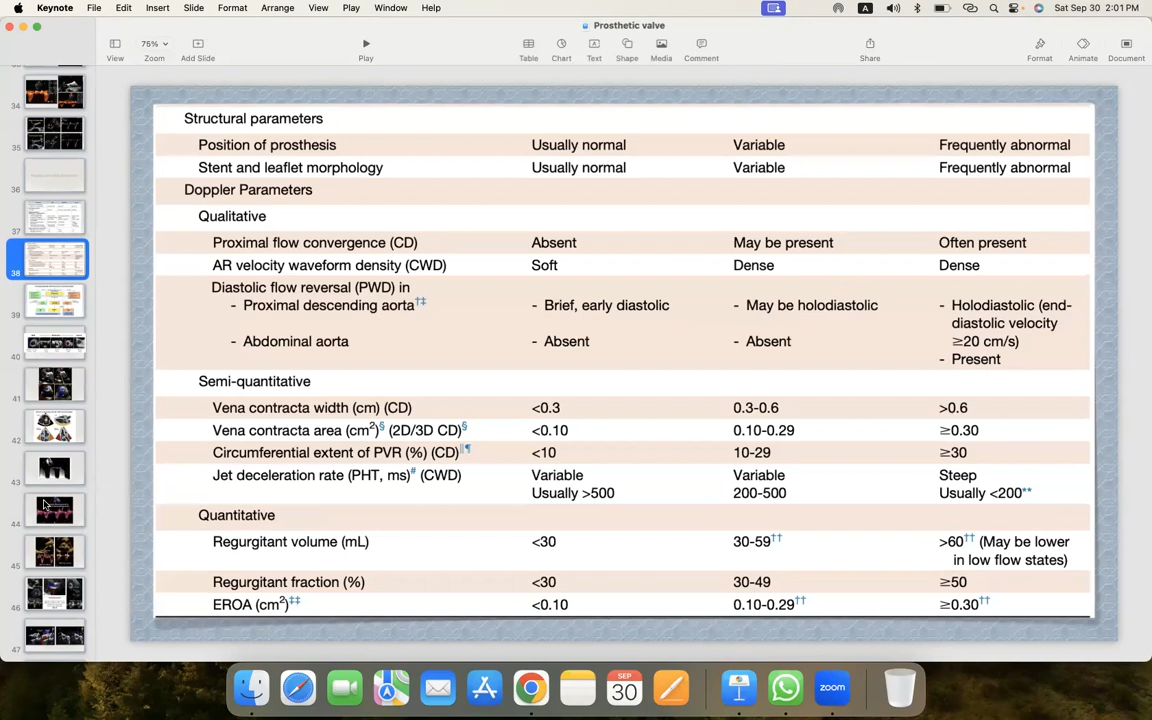 Keynote File Edit Insert Slide Format Arrange View Play Window Help A Sat Sep 30 2:01 PM
Prosthetic valve
75%
View Zoom Add Slide Play Table Chart Text Shape Media Comment Share Format Animate Document
34
35
36
37
38
39
40
41
42
43
44
45
46
47
Structural parameters
Position of prosthesis Usually normal Variable Frequently abnormal
Stent and leaflet morphology Usually normal Variable Frequently abnormal
Doppler Parameters
Qualitative
Proximal flow convergence (CD) Absent May be present Often present
AR velocity waveform density (CWD) Soft Dense Dense
Diastolic flow reversal (PWD) in
- Proximal descending aorta†‡ - Brief, early diastolic - May be holodiastolic - Holodiastolic (end-
diastolic velocity
- Abdominal aorta - Absent - Absent ≥20 cm/s)
- Present
Semi-quantitative
Vena contracta width (cm) (CD) <0.3 0.3-0.6 >0.6
Vena contracta area (cm²)§ (2D/3D CD)§ <0.10 0.10-0.29 ≥0.30
Circumferential extent of PVR (%) (CD)‖¶ <10 10-29 ≥30
Jet deceleration rate (PHT, ms)# (CWD) Variable Variable Steep
Usually >500 200-500 Usually <200**
Quantitative
Regurgitant volume (mL) <30 30-59†† >60†† (May be lower
in low flow states)
Regurgitant fraction (%) <30 30-49 ≥50
EROA (cm²)‡‡ <0.10 0.10-0.29†† ≥0.30††
SEP
30
zoom